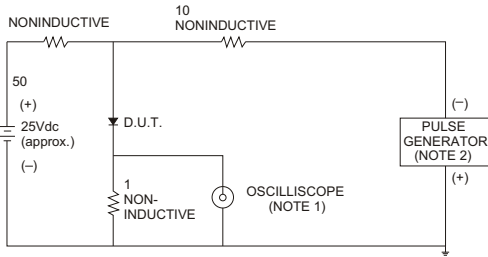 10
NONINDUCTIVE
NONINDUCTIVE
50
(+)
25Vdc
(approx.)
(–)
D.U.T.
1
NON-
INDUCTIVE
OSCILLISCOPE
(NOTE 1)
(–)
PULSE
GENERATOR
(NOTE 2)
(+)